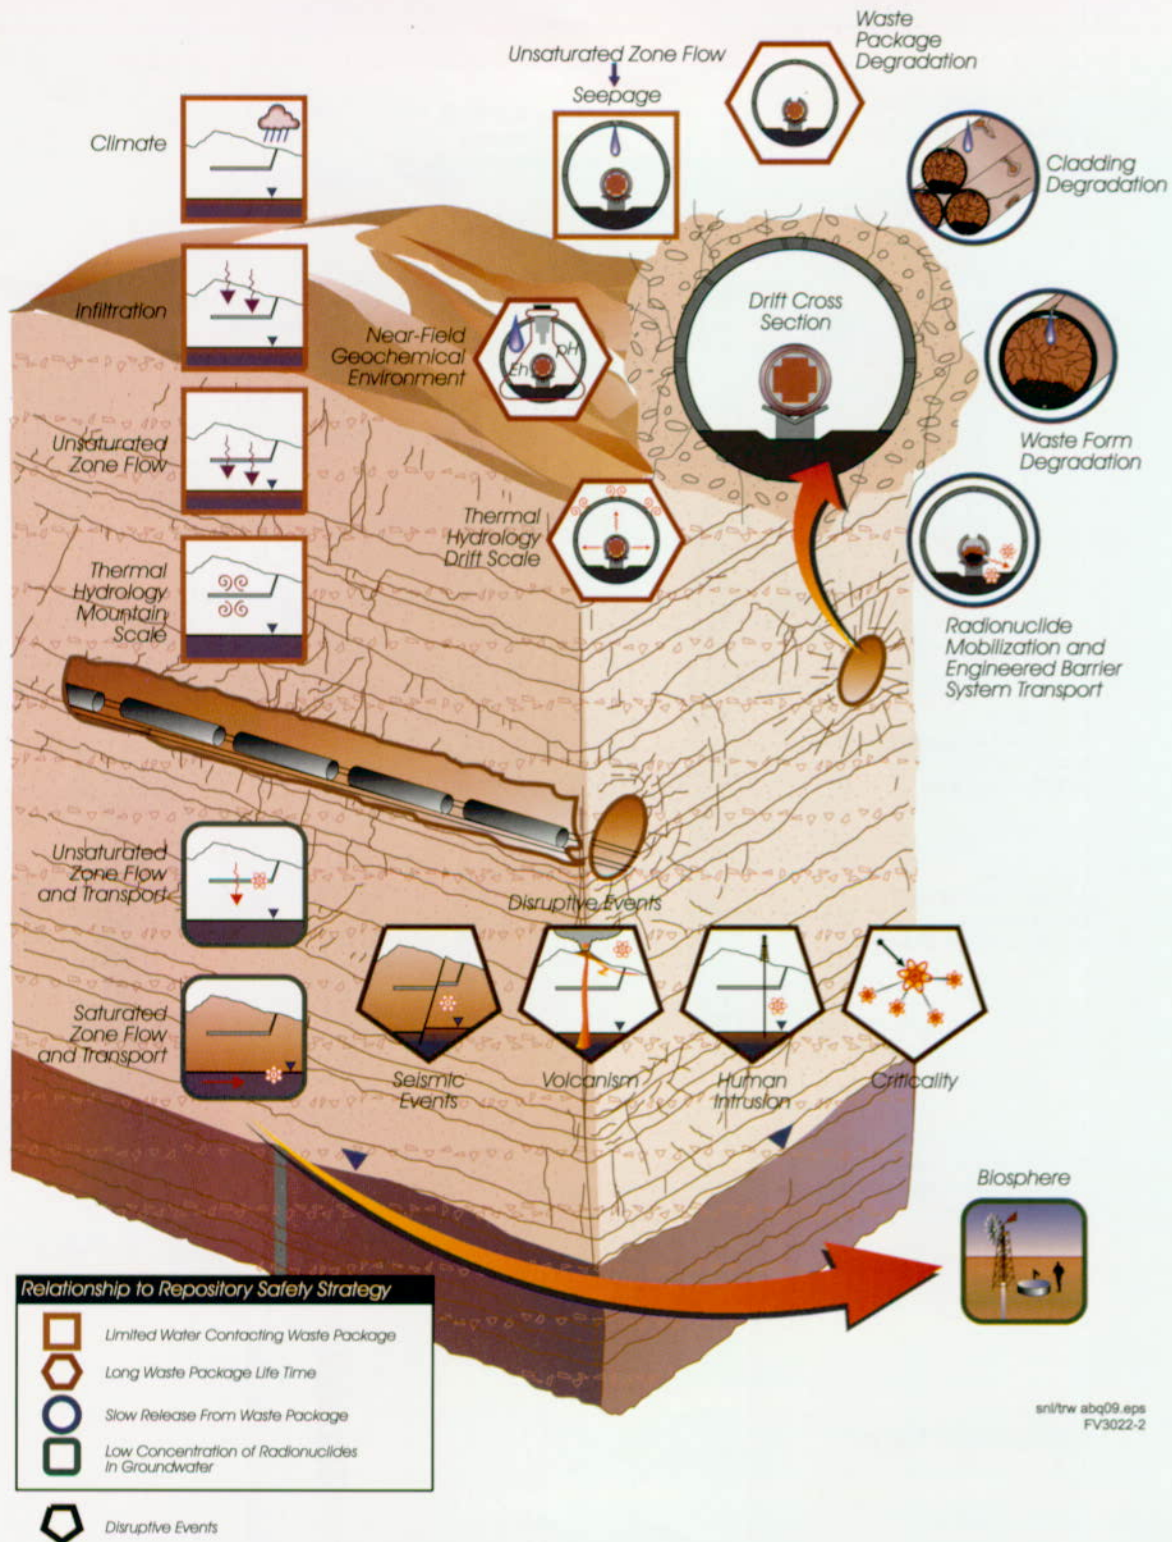 Unsaturated Zone Flow
Seepage
Waste
Package
Degradation
Climate
Cladding
Degradation
Infiltration
Near-Field
Geochemical
Environment
Eh
pH
Drift Cross
Section
Unsaturated
Zone Flow
Waste Form
Degradation
Thermal
Hydrology
Drift Scale
Thermal
Hydrology
Mountain
Scale
Radionuclide
Mobilization and
Engineered Barrier
System Transport
Unsaturated
Zone Flow
and Transport
Disruptive Events
Saturated
Zone Flow
and Transport
Seismic
Events
Volcanism
Human
Intrusion
Criticality
Biosphere
Relationship to Repository Safety Strategy
Limited Water Contacting Waste Package
Long Waste Package Life Time
Slow Release From Waste Package
Low Concentration of Radionuclides
In Groundwater
Disruptive Events
snl/trw abq09.eps
FV3022-2